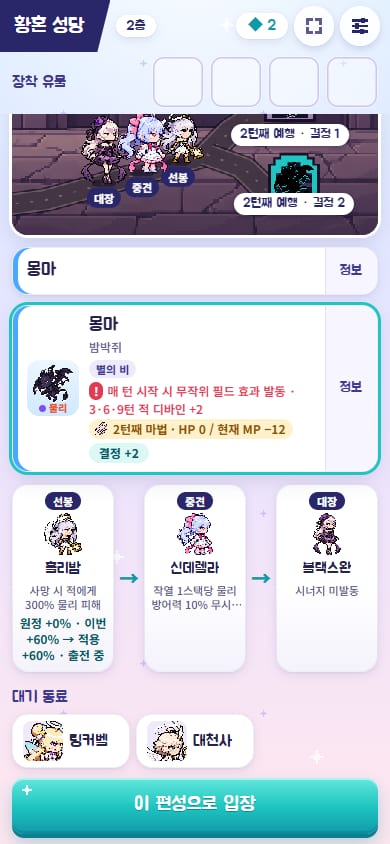 황혼 성당
2층
2
장착 유물
2턴째 예행 · 결정 1
2턴째 예행 · 결정 2
대장
중견
선봉
몽마
정보
몽마
밤박쥐
별의 비
! 매 턴 시작 시 무작위 필드 효과 발동 ·
3·6·9턴 적 디바인 +2
2턴째 마법 · HP 0 / 현재 MP −12
결정 +2
물리
정보
선봉
홀리밤
사망 시 적에게
300% 물리 피해
원정 +0% · 이번
+60% → 적용
+60% · 출전 중
→
중견
신데렐라
작열 1스택당 물리
방어력 10% 무시…
→
대장
블랙스완
시너지 미발동
대기 동료
팅커벨
대천사
이 편성으로 입장